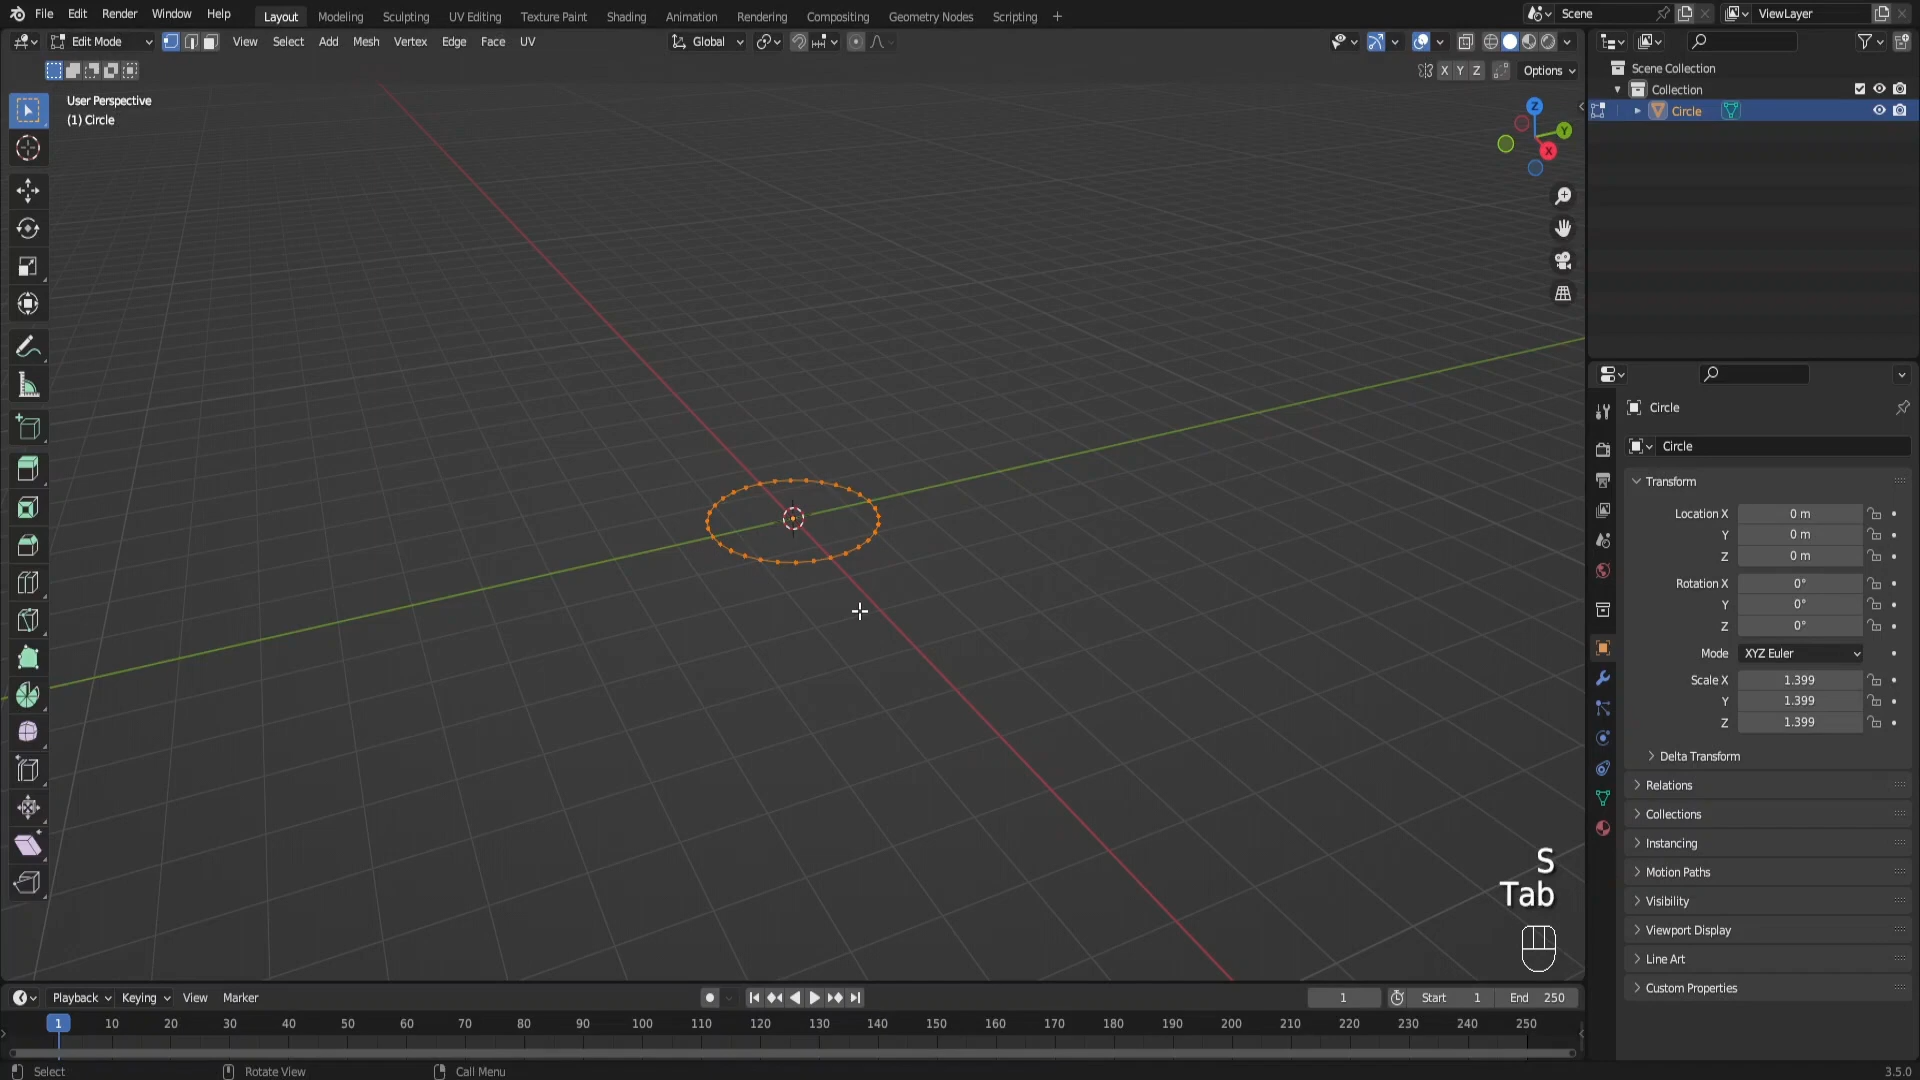 File Edit Render Window Help Layout Modeling Sculpting UV Editing Texture Paint Shading Animation Rendering Compositing Geometry Nodes Scripting + Scene ViewLayer
Edit Mode View Select Add Mesh Vertex Edge Face UV Global
X Y Z Options
User Perspective
(1) Circle
Z
Y
X
Scene Collection
Collection
Circle
Circle
Circle
Transform
Location X 0 m
Y 0 m
Z 0 m
Rotation X 0°
Y 0°
Z 0°
Mode XYZ Euler
Scale X 1.399
Y 1.399
Z 1.399
Delta Transform
Relations
Collections
Instancing
Motion Paths
Visibility
Viewport Display
Line Art
Custom Properties
S
Tab
Playback Keying View Marker 1 Start 1 End 250
1 10 20 30 40 50 60 70 80 90 100 110 120 130 140 150 160 170 180 190 200 210 220 230 240 250
Select Rotate View Call Menu 3.5.0